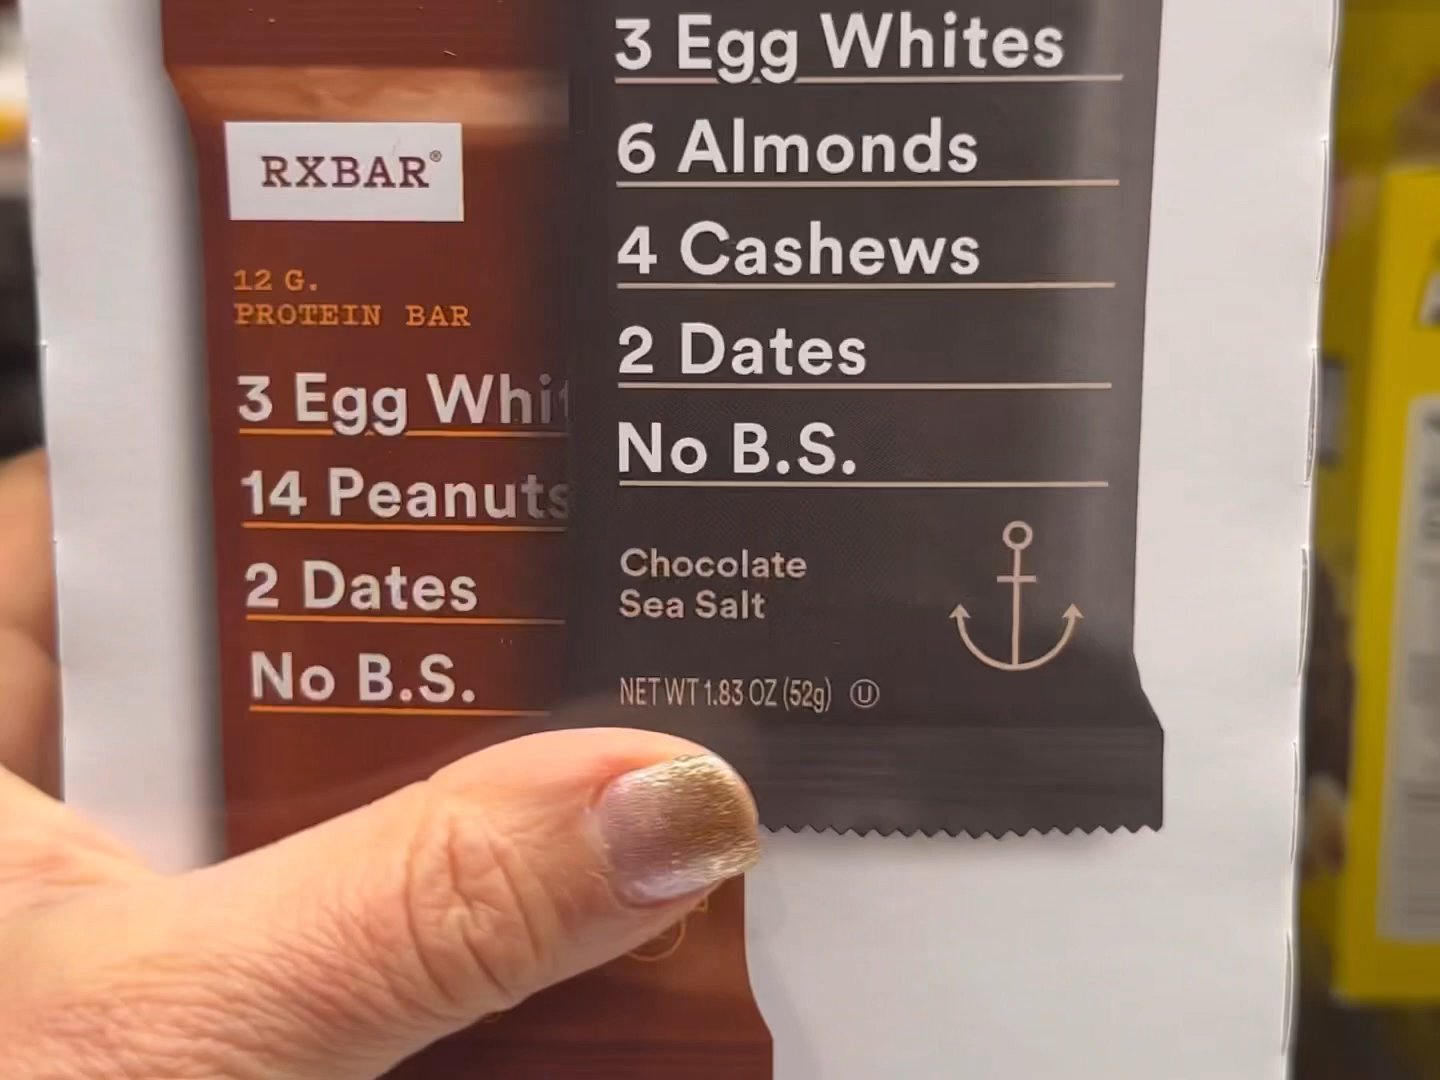 RXBAR®
12 G.
PROTEIN BAR
3 Egg Whit
14 Peanuts
2 Dates
No B.S.
3 Egg Whites
6 Almonds
4 Cashews
2 Dates
No B.S.
Chocolate
Sea Salt
NET WT 1.83 OZ (52g) U